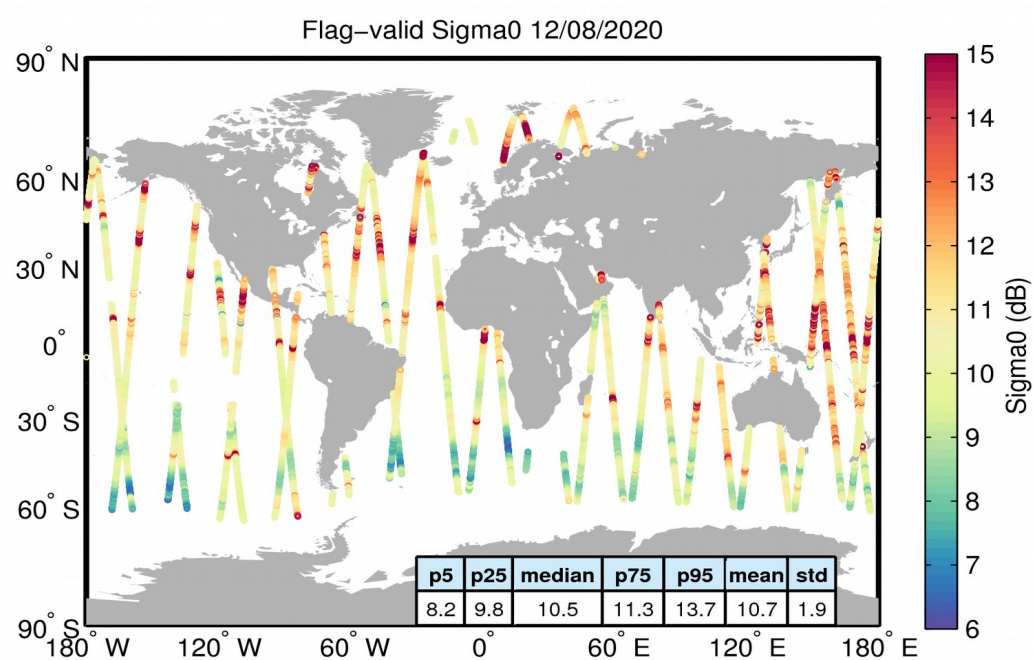 Flag-valid Sigma0 12/08/2020
90° N
60° N
30° N
0°
30° S
60° S
90° S
180° W
120° W
60° W
0°
60° E
120° E
180° E
15
14
13
12
11
10
9
8
7
6
Sigma0 (dB)
p5 p25 median p75 p95 mean std
8.2 9.8 10.5 11.3 13.7 10.7 1.9